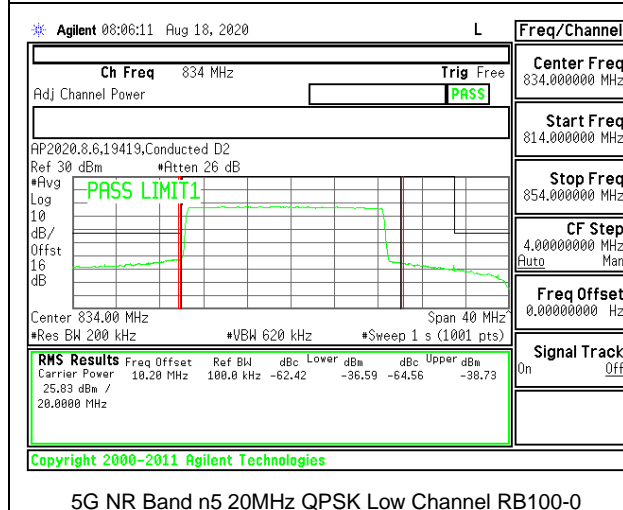 Agilent 08:06:11 Aug 18, 2020 L
Ch Freq 834 MHz Trig Free
Adj Channel Power PASS
AP2020.8.6,19419,Conducted D2
Ref 30 dBm #Atten 26 dB
#Avg
Log
10
dB/
Offst
16
dB
PASS LIMIT1
Center 834.00 MHz Span 40 MHz^
#Res BW 200 kHz #VBW 620 kHz #Sweep 1 s (1001 pts)
RMS Results Freq Offset Ref BW dBc Lower dBm dBc Upper dBm
Carrier Power 10.20 MHz 100.0 kHz -62.42 -36.59 -64.56 -38.73
25.83 dBm /
20.0000 MHz
Copyright 2000-2011 Agilent Technologies
Freq/Channel
Center Freq
834.000000 MHz
Start Freq
814.000000 MHz
Stop Freq
854.000000 MHz
CF Step
4.00000000 MHz
Auto Man
Freq Offset
0.00000000 Hz
Signal Track
On Off
5G NR Band n5 20MHz QPSK Low Channel RB100-0